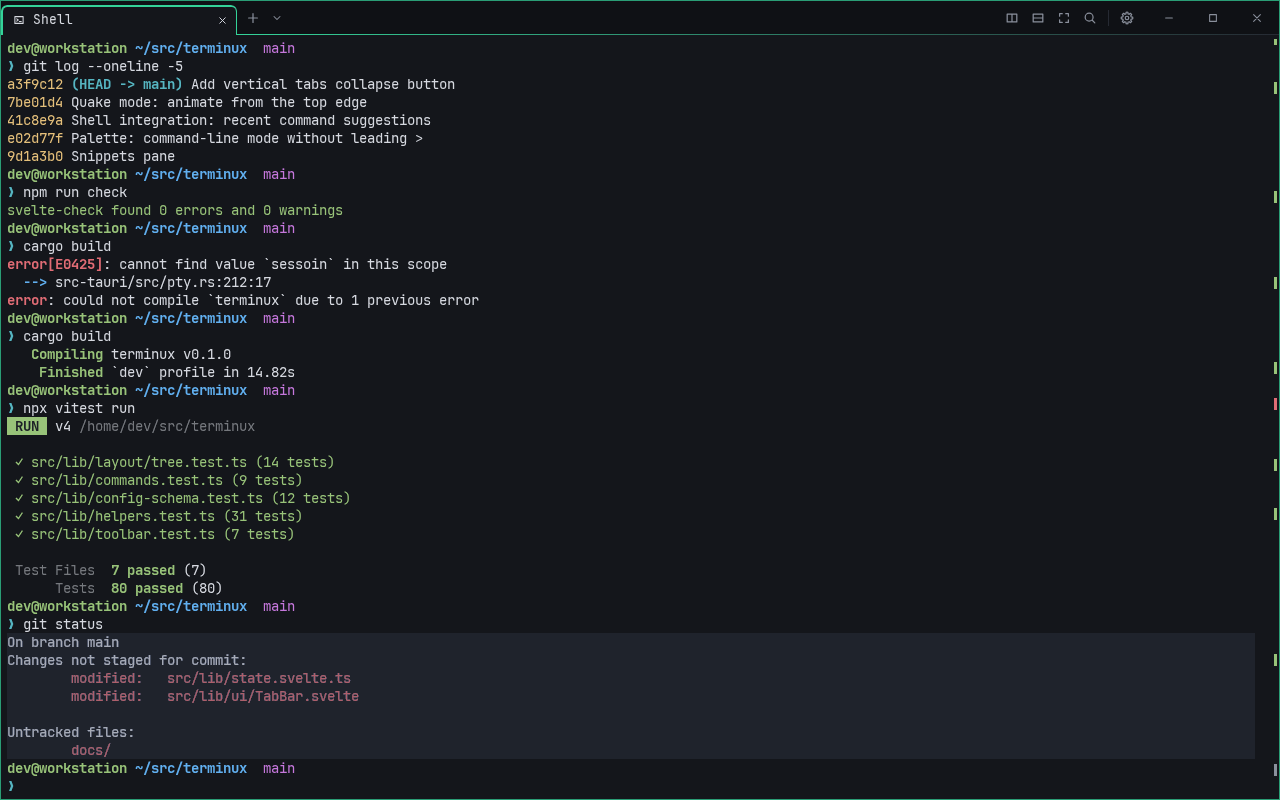 Shell
dev@workstation ~/src/terminux  main
❯ git log --oneline -5
a3f9c12 (HEAD -> main) Add vertical tabs collapse button
7be01d4 Quake mode: animate from the top edge
41c8e9a Shell integration: recent command suggestions
e02d77f Palette: command-line mode without leading >
9d1a3b0 Snippets pane
dev@workstation ~/src/terminux  main
❯ npm run check
svelte-check found 0 errors and 0 warnings
dev@workstation ~/src/terminux  main
❯ cargo build
error[E0425]: cannot find value `sessoin` in this scope
  --> src-tauri/src/pty.rs:212:17
error: could not compile `terminux` due to 1 previous error
dev@workstation ~/src/terminux  main
❯ cargo build
   Compiling terminux v0.1.0
    Finished `dev` profile in 14.82s
dev@workstation ~/src/terminux  main
❯ npx vitest run
 RUN  v4 /home/dev/src/terminux
 ✓ src/lib/layout/tree.test.ts (14 tests)
 ✓ src/lib/commands.test.ts (9 tests)
 ✓ src/lib/config-schema.test.ts (12 tests)
 ✓ src/lib/helpers.test.ts (31 tests)
 ✓ src/lib/toolbar.test.ts (7 tests)
 Test Files  7 passed (7)
      Tests  80 passed (80)
dev@workstation ~/src/terminux  main
❯ git status
On branch main
Changes not staged for commit:
        modified:   src/lib/state.svelte.ts
        modified:   src/lib/ui/TabBar.svelte
Untracked files:
        docs/
dev@workstation ~/src/terminux  main
❯